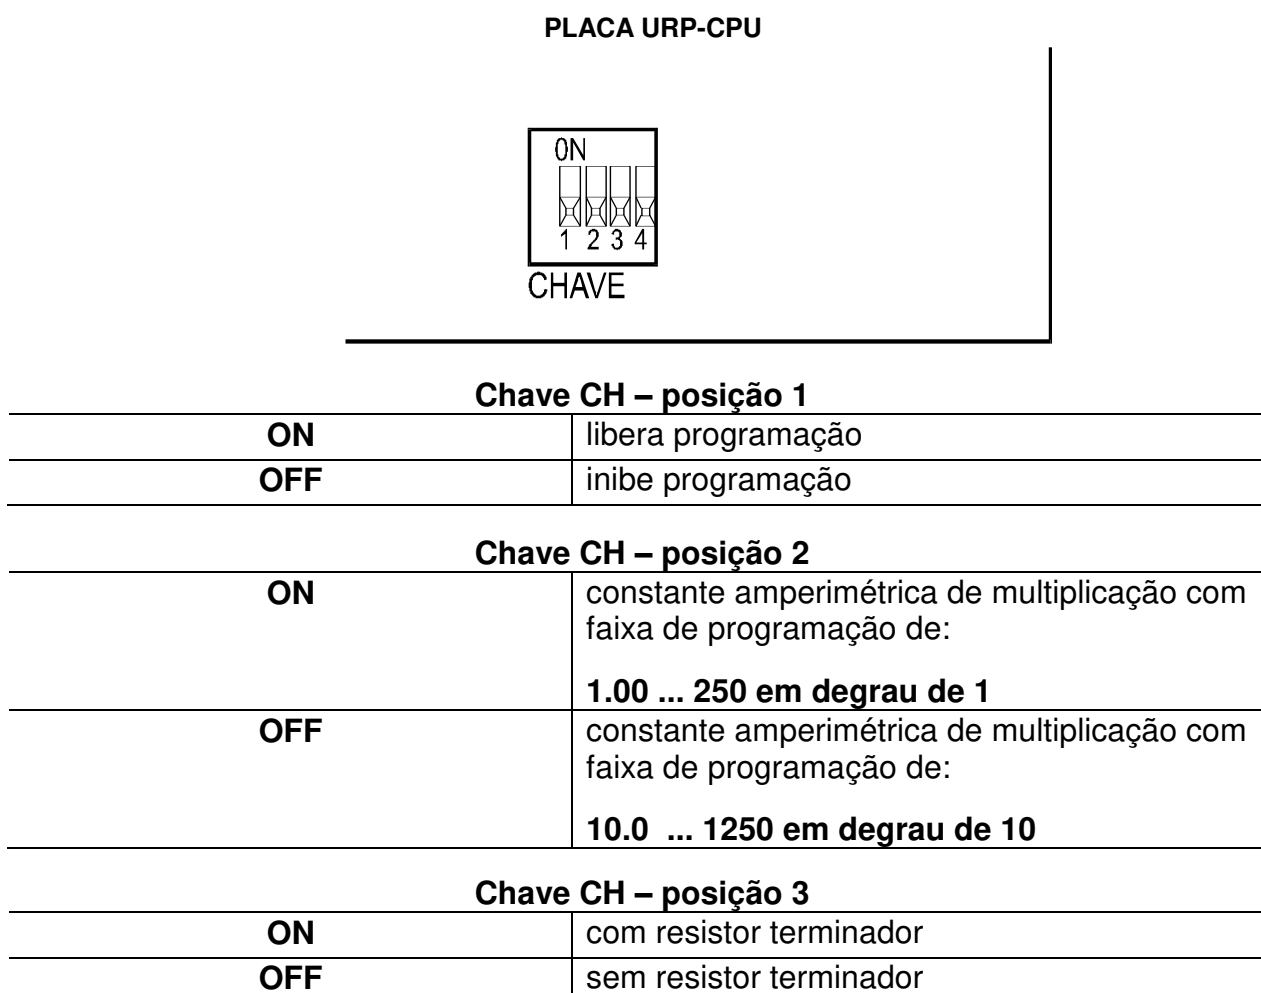 PLACA URP-CPU
ON
1 2 3 4
CHAVE
Chave CH – posição 1
ON libera programação
OFF inibe programação
Chave CH – posição 2
ON constante amperimétrica de multiplicação com
faixa de programação de:
1.00 ... 250 em degrau de 1
OFF constante amperimétrica de multiplicação com
faixa de programação de:
10.0 ... 1250 em degrau de 10
Chave CH – posição 3
ON com resistor terminador
OFF sem resistor terminador